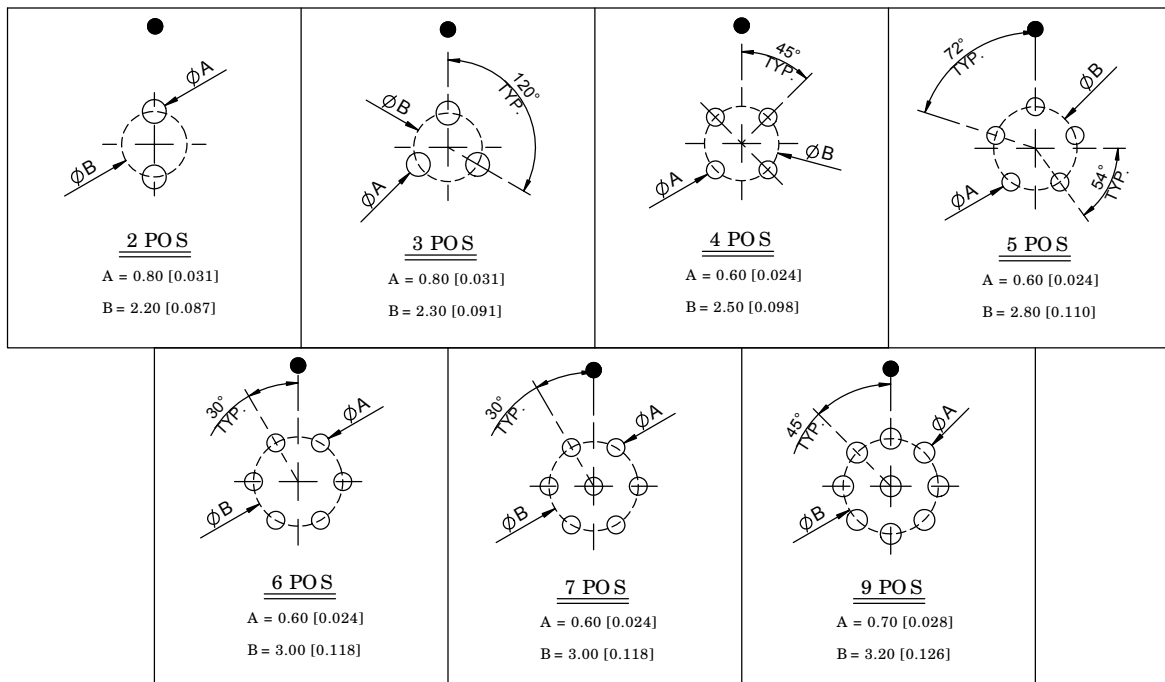 ØA
ØB
2 POS
A = 0.80 [0.031]
B = 2.20 [0.087]
120°
TYP.
ØB
ØA
3 POS
A = 0.80 [0.031]
B = 2.30 [0.091]
45°
TYP.
ØB
ØA
4 POS
A = 0.60 [0.024]
B = 2.50 [0.098]
72°
TYP.
ØB
54°
TYP.
ØA
5 POS
A = 0.60 [0.024]
B = 2.80 [0.110]
30°
TYP.
ØA
ØB
6 POS
A = 0.60 [0.024]
B = 3.00 [0.118]
30°
TYP.
ØA
ØB
7 POS
A = 0.60 [0.024]
B = 3.00 [0.118]
45°
TYP.
ØA
ØB
9 POS
A = 0.70 [0.028]
B = 3.20 [0.126]